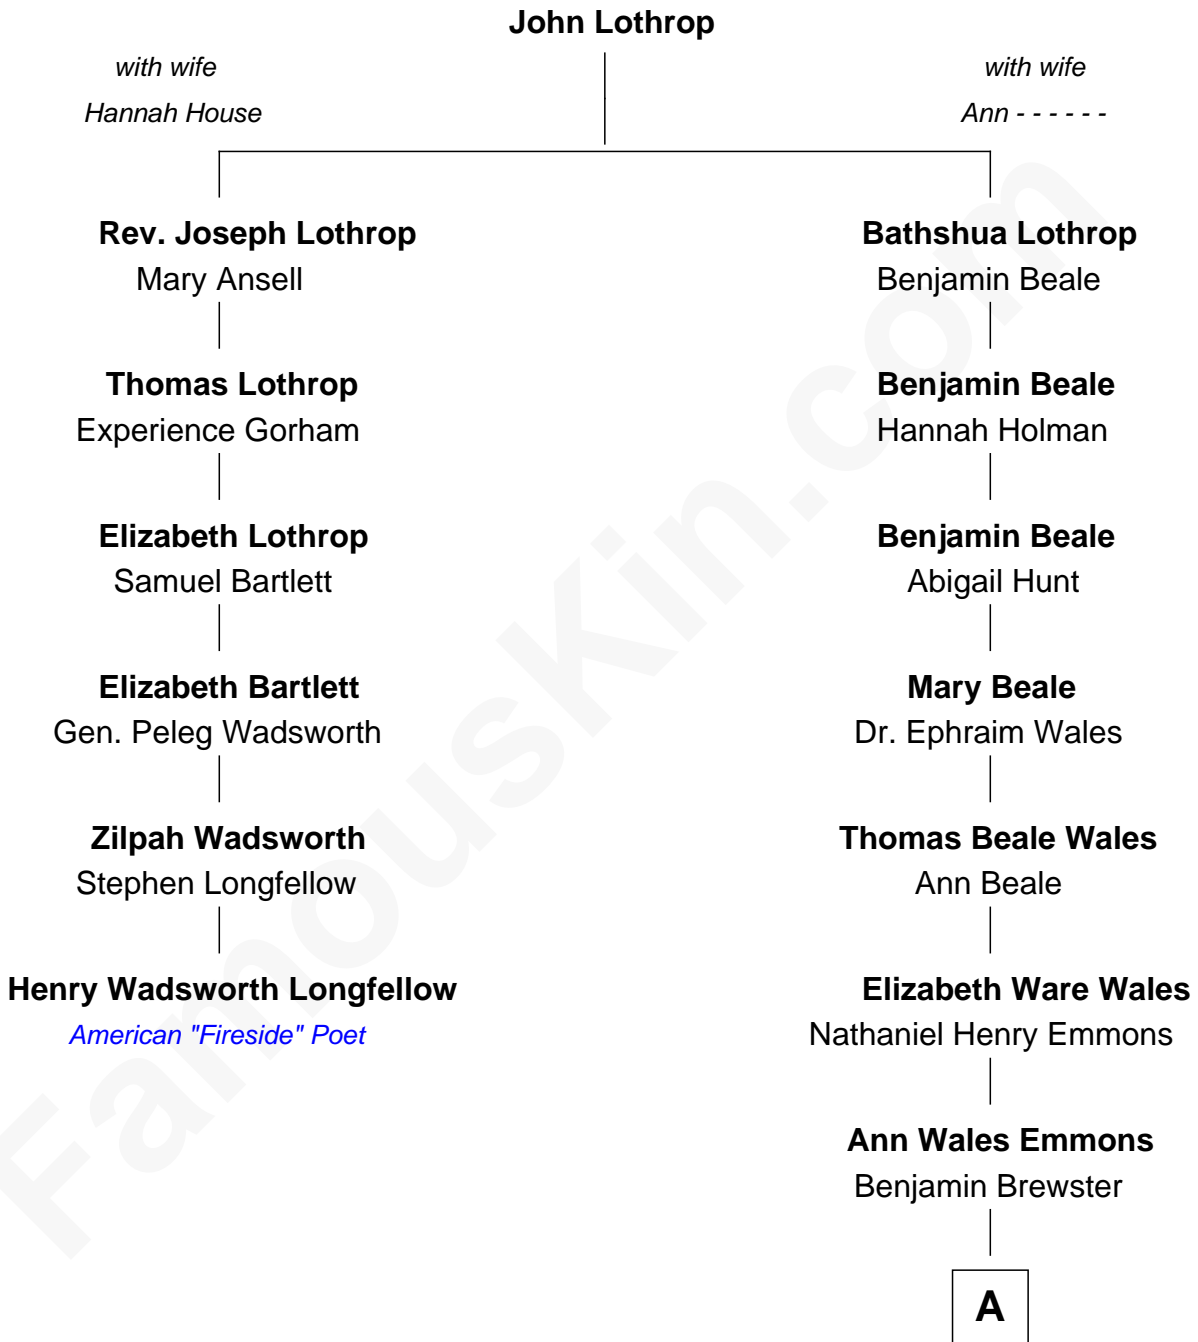 John Lothrop
with wife
Hannah House
with wife
Ann - - - - - -
Rev. Joseph Lothrop
Mary Ansell
Bathshua Lothrop
Benjamin Beale
Thomas Lothrop
Experience Gorham
Benjamin Beale
Hannah Holman
Elizabeth Lothrop
Samuel Bartlett
Benjamin Beale
Abigail Hunt
Elizabeth Bartlett
Gen. Peleg Wadsworth
Mary Beale
Dr. Ephraim Wales
Zilpah Wadsworth
Stephen Longfellow
Thomas Beale Wales
Ann Beale
Henry Wadsworth Longfellow
American "Fireside" Poet
Elizabeth Ware Wales
Nathaniel Henry Emmons
Ann Wales Emmons
Benjamin Brewster
A
FamousKin.com